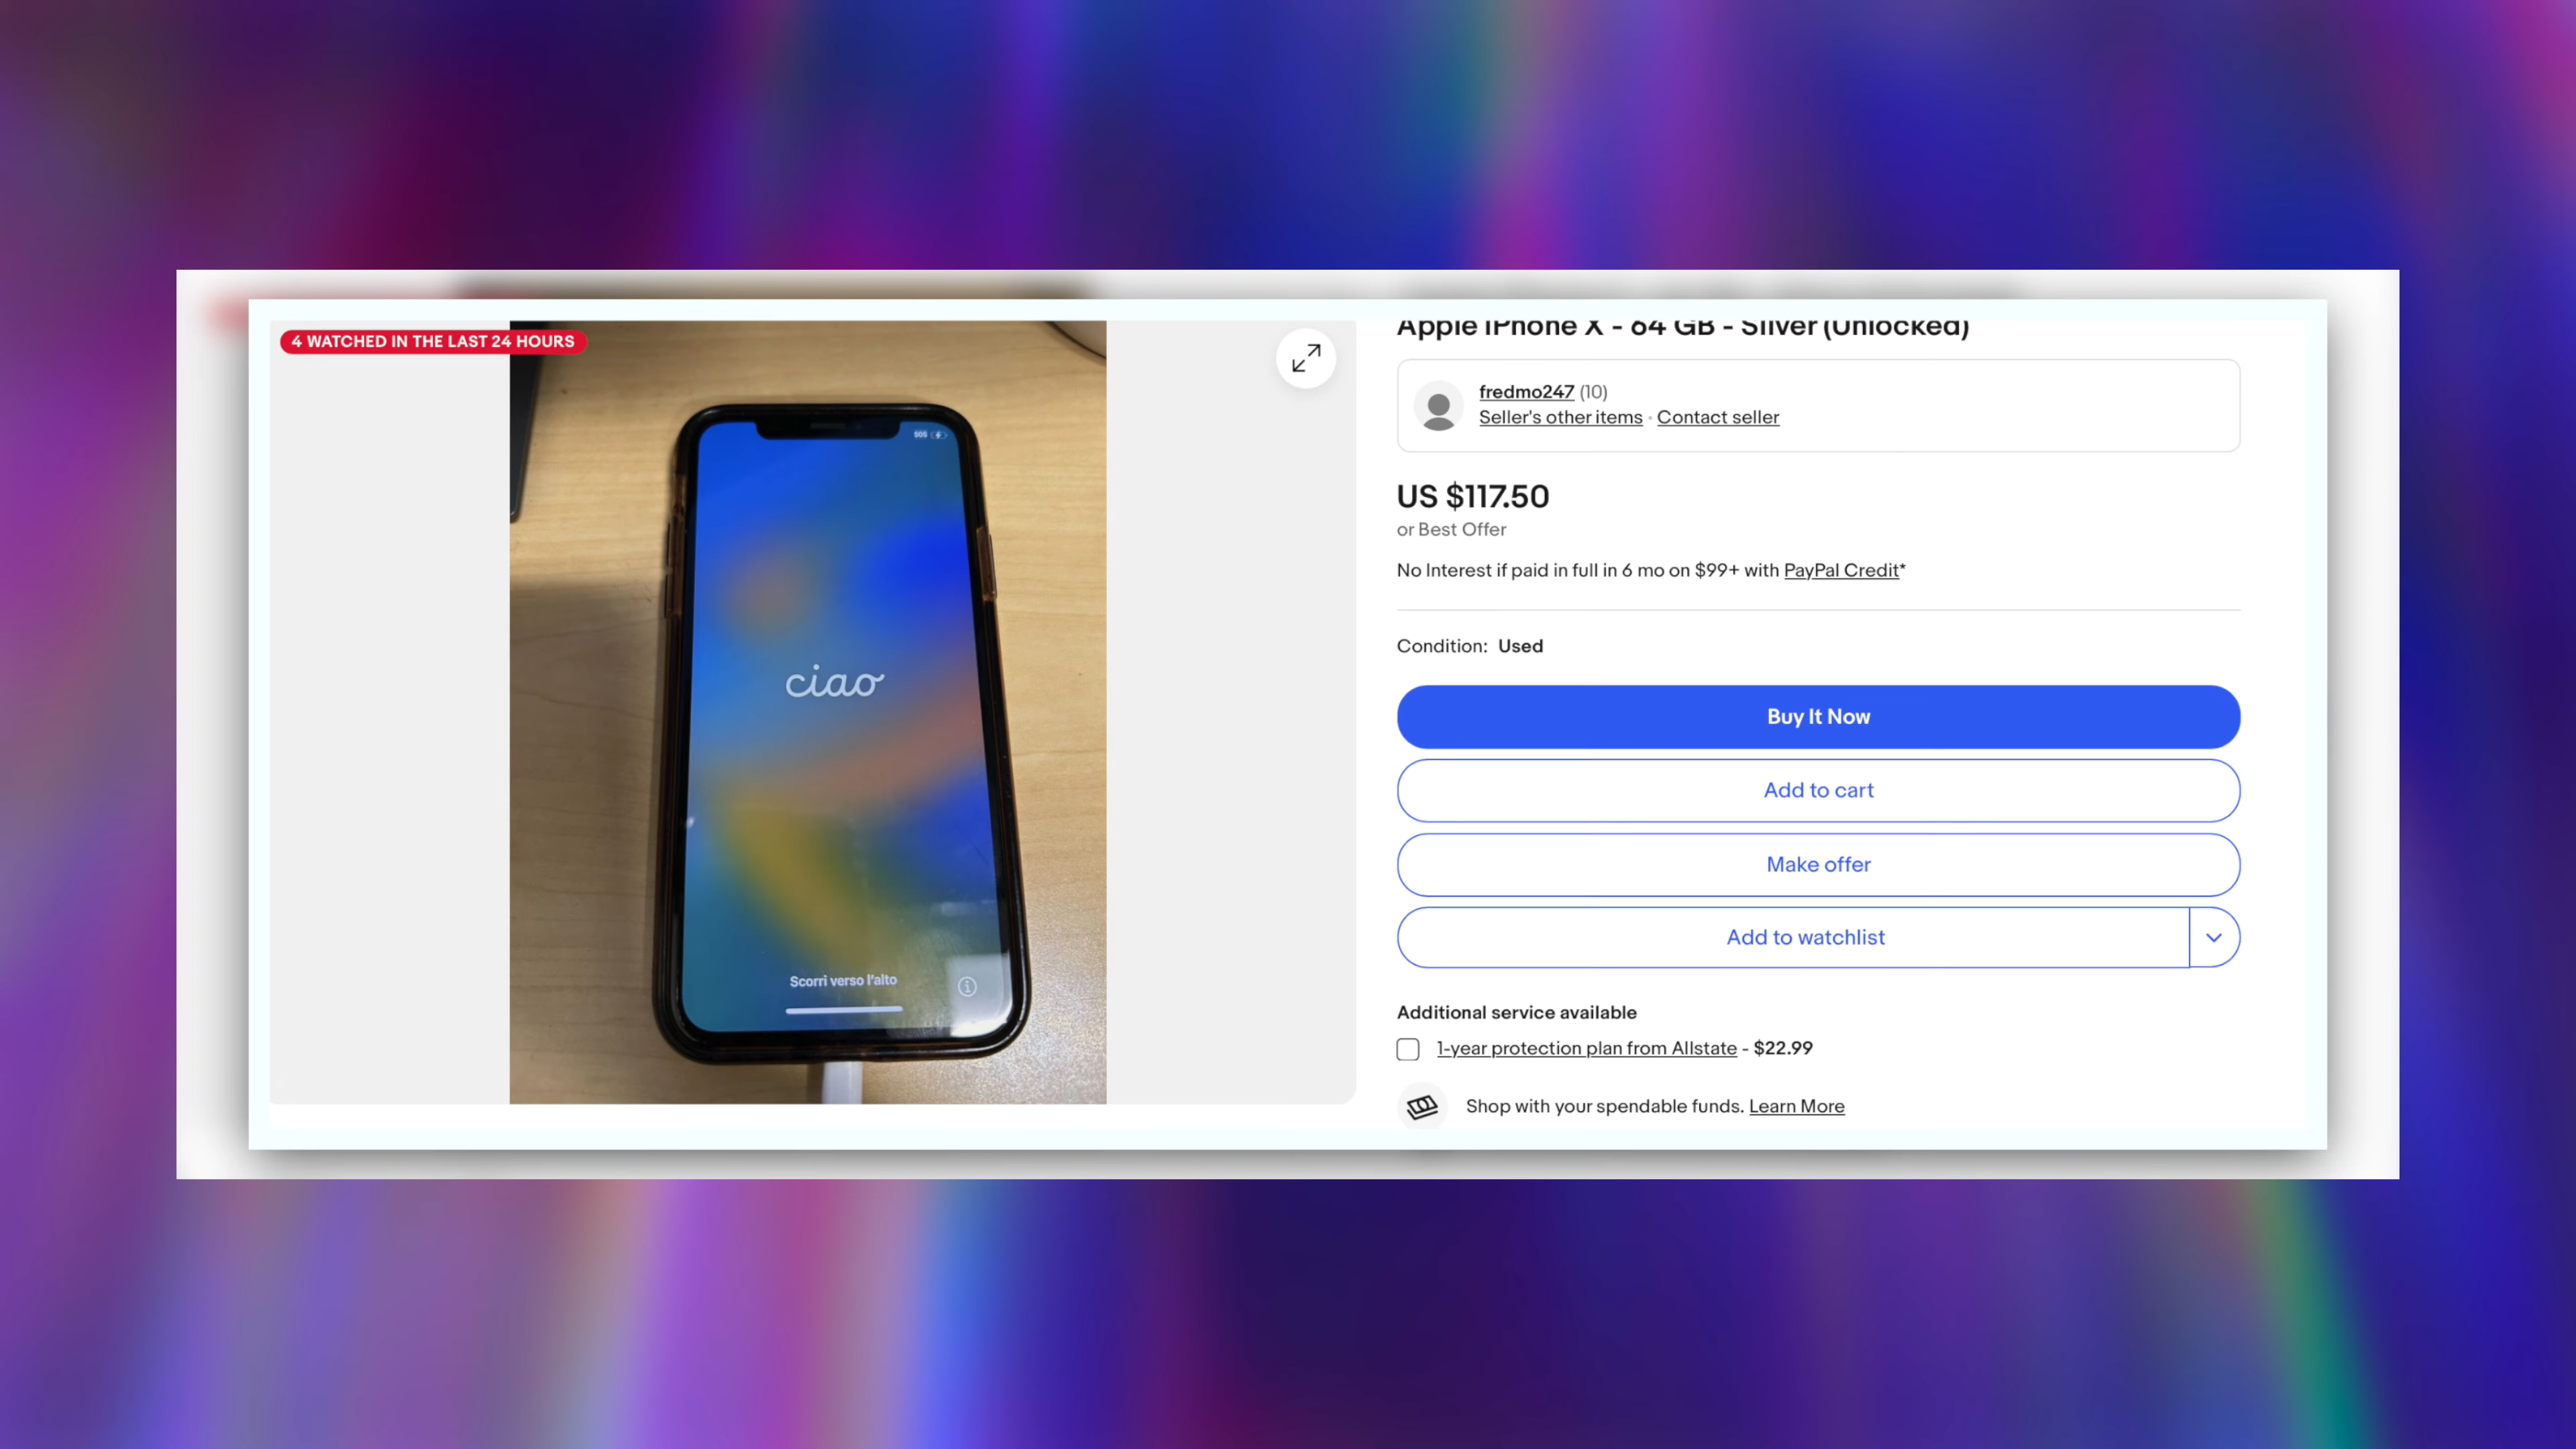 4 WATCHED IN THE LAST 24 HOURS
SOS
ciao
Scorri verso l'alto
Apple iPhone X - 64 GB - Silver (Unlocked)
fredmo247 (10)
Seller's other items · Contact seller
US $117.50
or Best Offer
No Interest if paid in full in 6 mo on $99+ with PayPal Credit*
Condition: Used
Buy It Now
Add to cart
Make offer
Add to watchlist
Additional service available
1-year protection plan from Allstate - $22.99
Shop with your spendable funds. Learn More